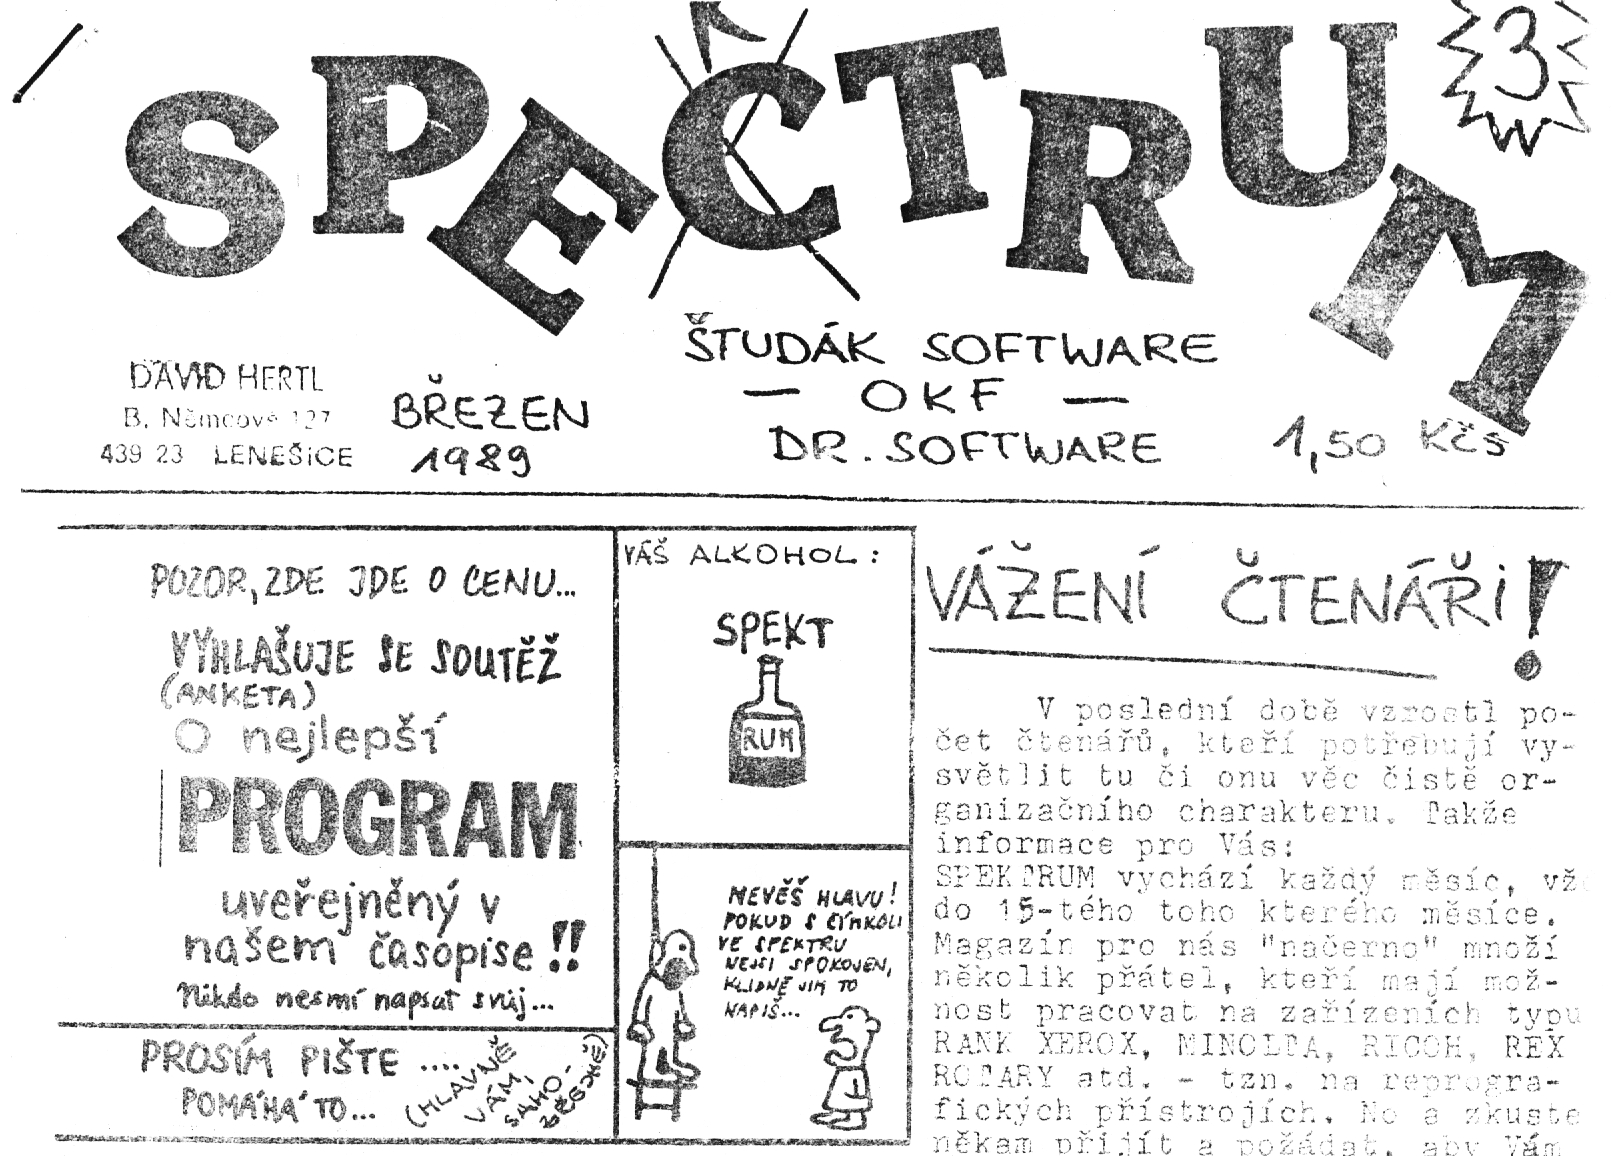 SPEČTRUM
3
ŠTUDÁK SOFTWARE
— OKF —
DR. SOFTWARE
DAVID HERTL
B. Němcové 127
439 23 LENEŠiCE
BŘEZEN
1989
1,50 Kčs
POZOR, ZDE JDE O CENU...
VYHLAŠUJE SE SOUTĚŽ
(ANKETA)
O nejlepší
PROGRAM
uveřejněný v
našem časopise !!
Nikdo nesmí napsat svůj...
PROSÍM PIŠTE ....
POMÁHÁ TO...
(HLAVNĚ
VÁM,
SAMO-
ZŘEJMĚ)
VÁŠ ALKOHOL:
SPEKT
RUM
NEVĚŠ HLAVU!
POKUD S ČÍMKOLI
VE SPEKTRU
NEJSI SPOKOJEN,
KLIDNĚ JIM TO
NAPIŠ...
VÁŽENÍ ČTENÁŘi!
V poslední době vzrostl po-
čet čtenářů, kteří potřebují vy-
světlit tu či onu věc čistě or-
ganizačního charakteru. Takže
informace pro Vás:
SPEKTRUM vychází každý měsíc, vž
do 15-tého toho kterého měsíce.
Magazín pro nás "načerno" množí
několik přátel, kteří mají mož-
nost pracovat na zařízeních typu
RANK XEROX, MINOLTA, RICOH, REX
ROTARY atd. - tzn. na reprogra-
fických přístrojích. No a zkuste
někam přijít a požádat, aby Vám